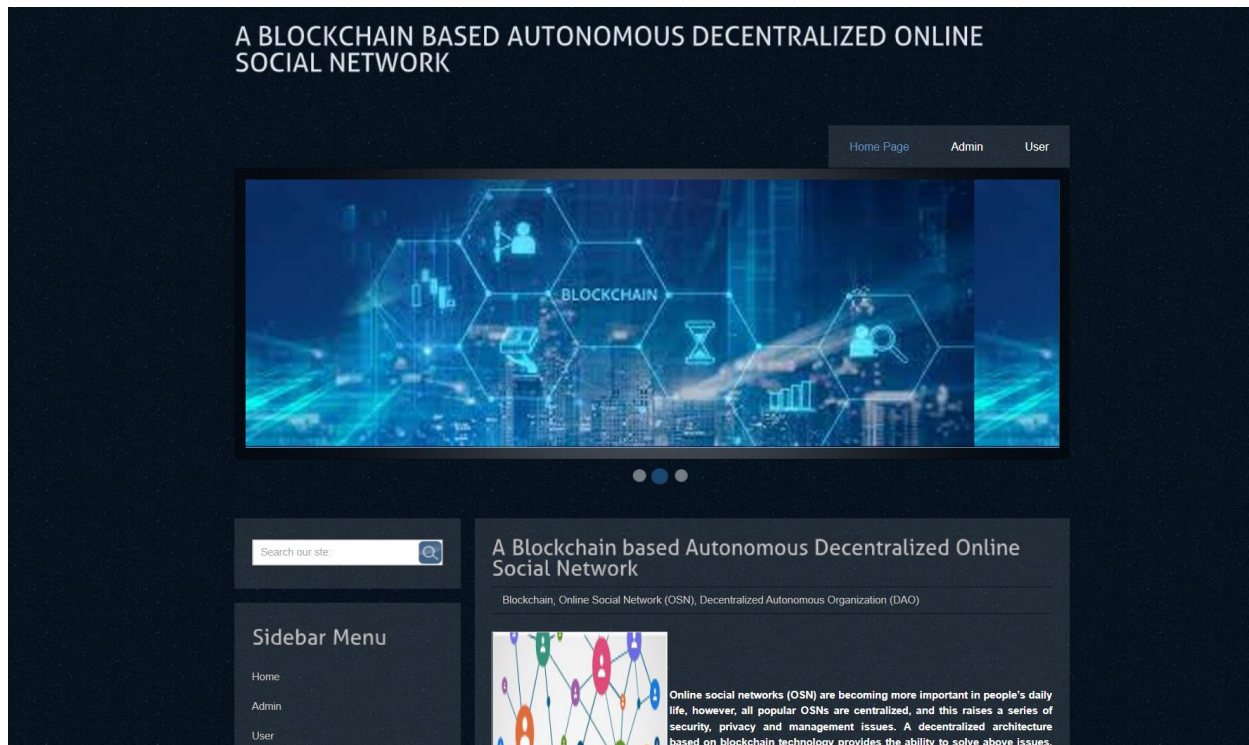 A BLOCKCHAIN BASED AUTONOMOUS DECENTRALIZED ONLINE
SOCIAL NETWORK
Home Page Admin User
BLOCKCHAIN
Search our ste:
A Blockchain based Autonomous Decentralized Online
Social Network
Blockchain, Online Social Network (OSN), Decentralized Autonomous Organization (DAO)
Sidebar Menu
Home
Admin
User
Online social networks (OSN) are becoming more important in people's daily
life, however, all popular OSNs are centralized, and this raises a series of
security, privacy and management issues. A decentralized architecture
based on blockchain technology provides the ability to solve above issues.